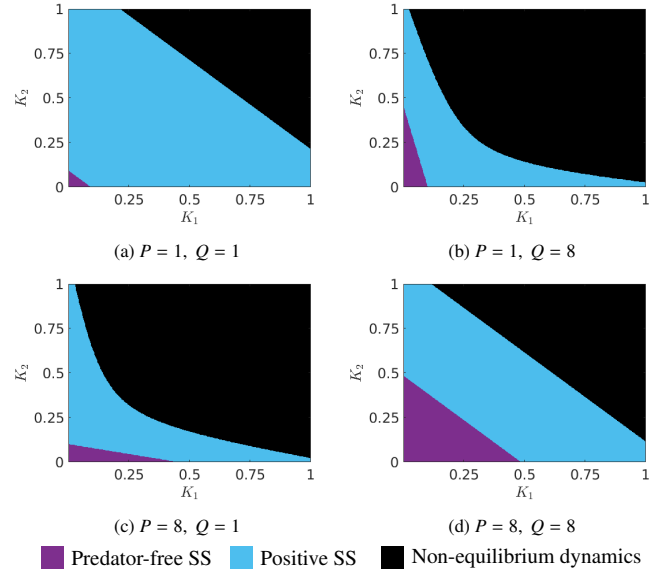 1
0.75
0.5
0.25
0
0.25 0.5 0.75 1
K₂
K₁
(a) P = 1, Q = 1
1
0.75
0.5
0.25
0
0.25 0.5 0.75 1
K₂
K₁
(b) P = 1, Q = 8
1
0.75
0.5
0.25
0
0.25 0.5 0.75 1
K₂
K₁
(c) P = 8, Q = 1
1
0.75
0.5
0.25
0
0.25 0.5 0.75 1
K₂
K₁
(d) P = 8, Q = 8
Predator-free SS Positive SS Non-equilibrium dynamics